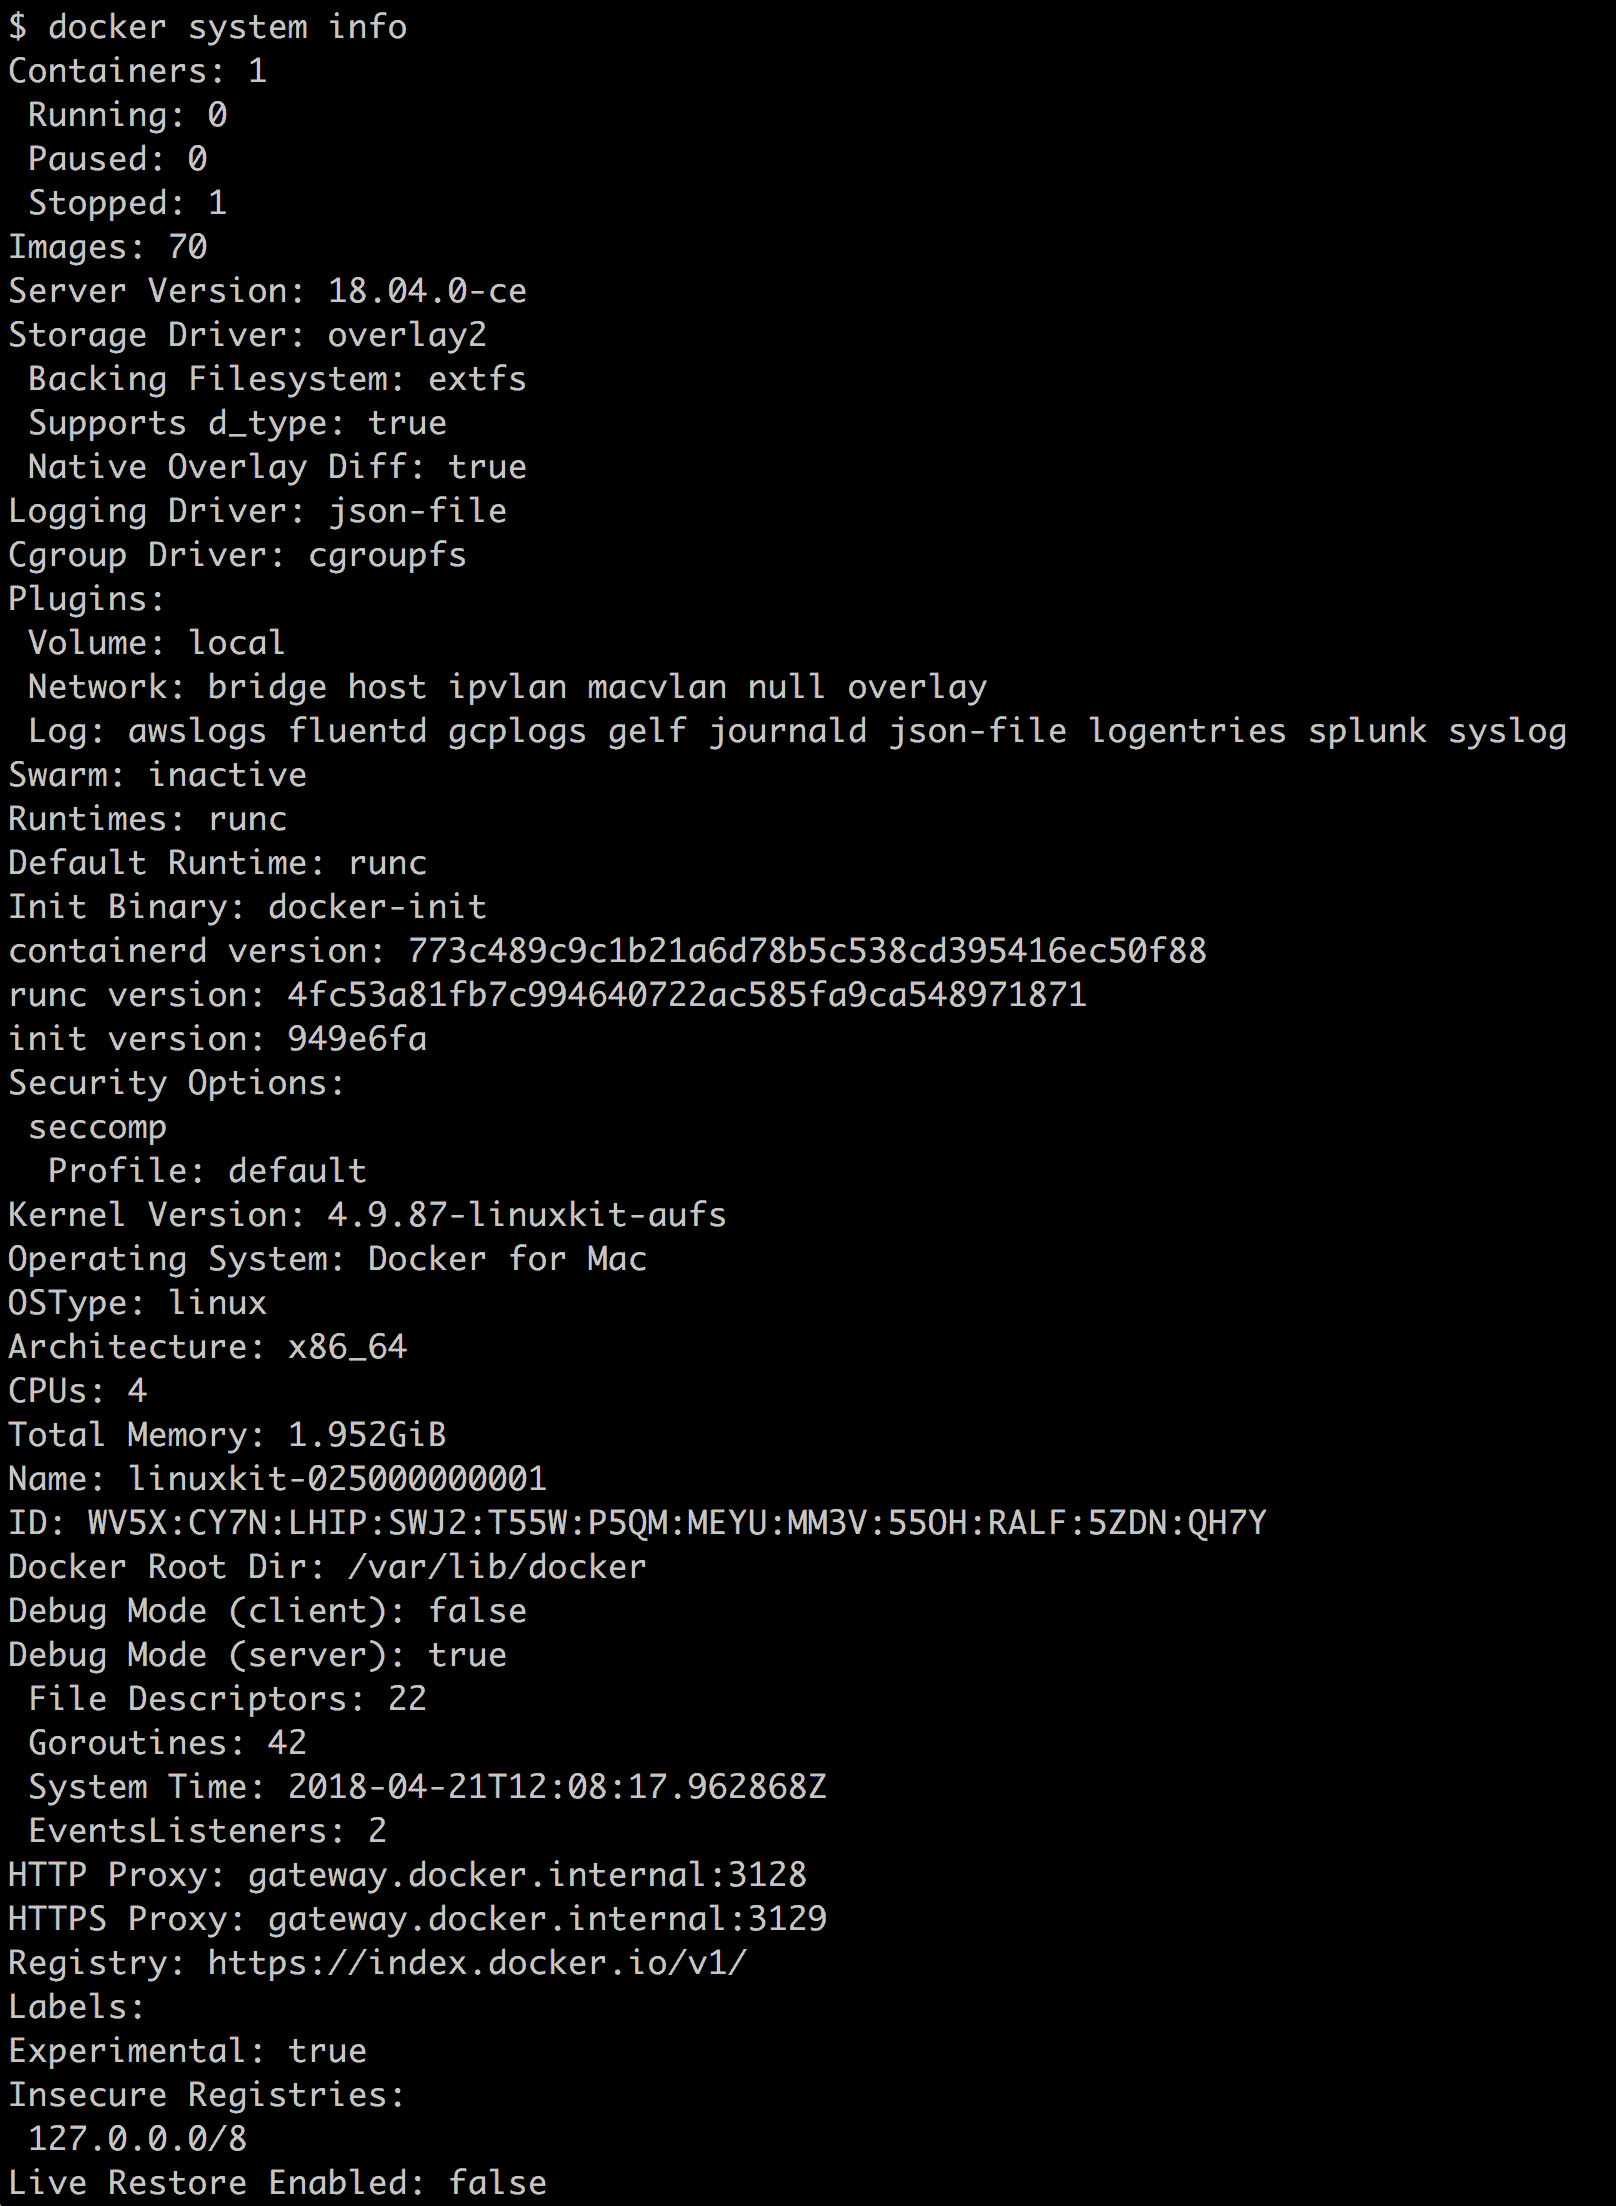 $ docker system info
Containers: 1
 Running: 0
 Paused: 0
 Stopped: 1
Images: 70
Server Version: 18.04.0-ce
Storage Driver: overlay2
 Backing Filesystem: extfs
 Supports d_type: true
 Native Overlay Diff: true
Logging Driver: json-file
Cgroup Driver: cgroupfs
Plugins:
 Volume: local
 Network: bridge host ipvlan macvlan null overlay
 Log: awslogs fluentd gcplogs gelf journald json-file logentries splunk syslog
Swarm: inactive
Runtimes: runc
Default Runtime: runc
Init Binary: docker-init
containerd version: 773c489c9c1b21a6d78b5c538cd395416ec50f88
runc version: 4fc53a81fb7c994640722ac585fa9ca548971871
init version: 949e6fa
Security Options:
 seccomp
  Profile: default
Kernel Version: 4.9.87-linuxkit-aufs
Operating System: Docker for Mac
OSType: linux
Architecture: x86_64
CPUs: 4
Total Memory: 1.952GiB
Name: linuxkit-025000000001
ID: WV5X:CY7N:LHIP:SWJ2:T55W:P5QM:MEYU:MM3V:55OH:RALF:5ZDN:QH7Y
Docker Root Dir: /var/lib/docker
Debug Mode (client): false
Debug Mode (server): true
 File Descriptors: 22
 Goroutines: 42
 System Time: 2018-04-21T12:08:17.962868Z
 EventsListeners: 2
HTTP Proxy: gateway.docker.internal:3128
HTTPS Proxy: gateway.docker.internal:3129
Registry: https://index.docker.io/v1/
Labels:
Experimental: true
Insecure Registries:
 127.0.0.0/8
Live Restore Enabled: false